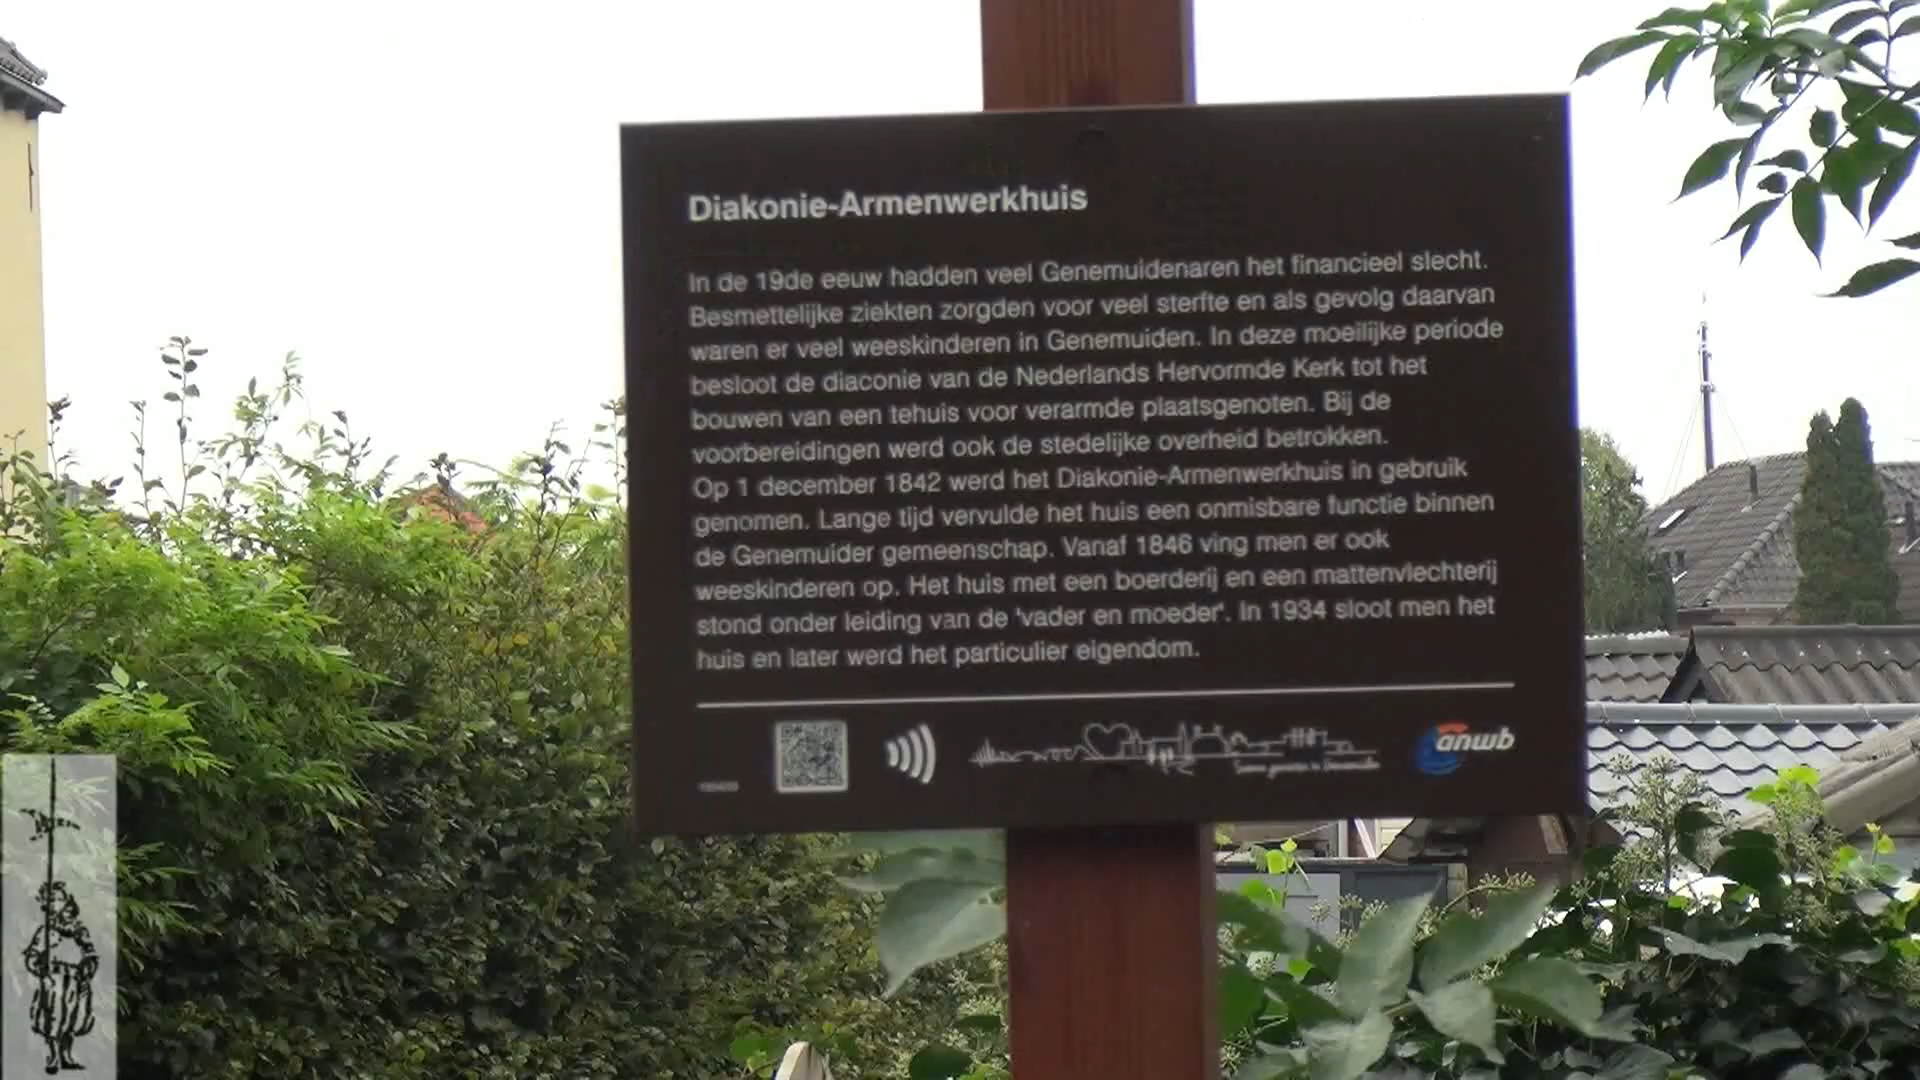 Diakonie-Armenwerkhuis
In de 19de eeuw hadden veel Genemuidenaren het financieel slecht.
Besmettelijke ziekten zorgden voor veel sterfte en als gevolg daarvan
waren er veel weeskinderen in Genemuiden. In deze moeilijke periode
besloot de diaconie van de Nederlands Hervormde Kerk tot het
bouwen van een tehuis voor verarmde plaatsgenoten. Bij de
voorbereidingen werd ook de stedelijke overheid betrokken.
Op 1 december 1842 werd het Diakonie-Armenwerkhuis in gebruik
genomen. Lange tijd vervulde het huis een onmisbare functie binnen
de Genemuider gemeenschap. Vanaf 1846 ving men er ook
weeskinderen op. Het huis met een boerderij en een mattenvlechterij
stond onder leiding van de 'vader en moeder'. In 1934 sloot men het
huis en later werd het particulier eigendom.
anwb